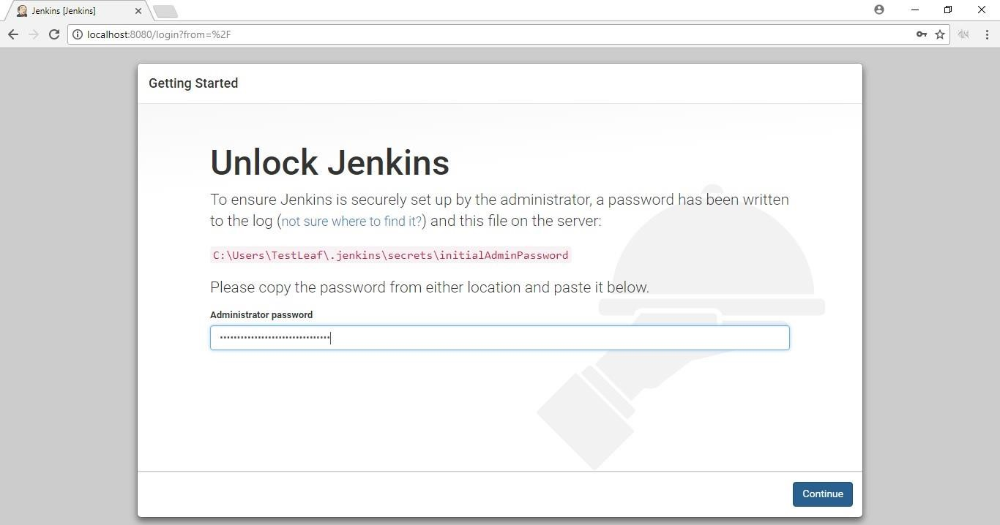 Jenkins [Jenkins]
localhost:8080/login?from=%2F
Getting Started
Unlock Jenkins
To ensure Jenkins is securely set up by the administrator, a password has been written
to the log (not sure where to find it?) and this file on the server:
C:\Users\TestLeaf\.jenkins\secrets\initialAdminPassword
Please copy the password from either location and paste it below.
Administrator password
Continue